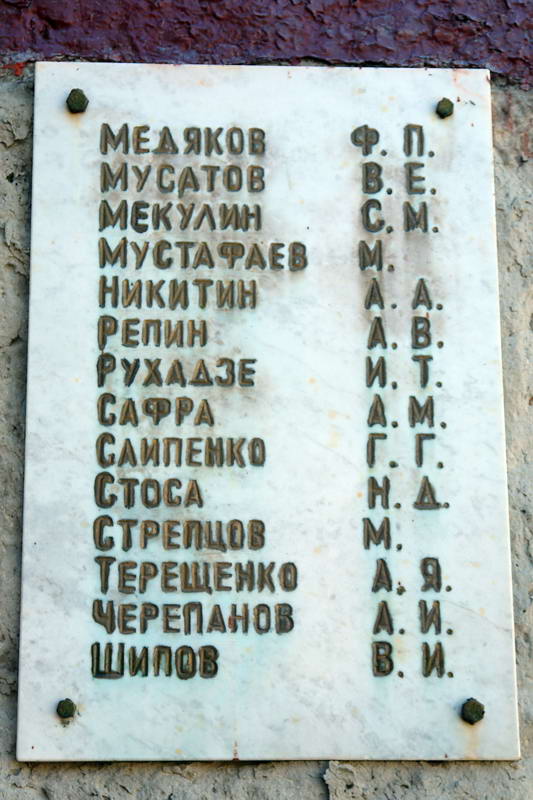 МЕДЯКОВ Ф. П.
МУСАТОВ В. Е.
МЕКУЛИН С. М.
МУСТАФАЕВ М.
НИКИТИН А. А.
РЕПИН А. В.
РУХАДЗЕ И. Т.
САФРА А. М.
СЛИПЕНКО Г. Г.
СТОСА Н. Д.
СТРЕПЦОВ М.
ТЕРЕЩЕНКО А. Я.
ЧЕРЕПАНОВ А. И.
ШИПОВ В. И.